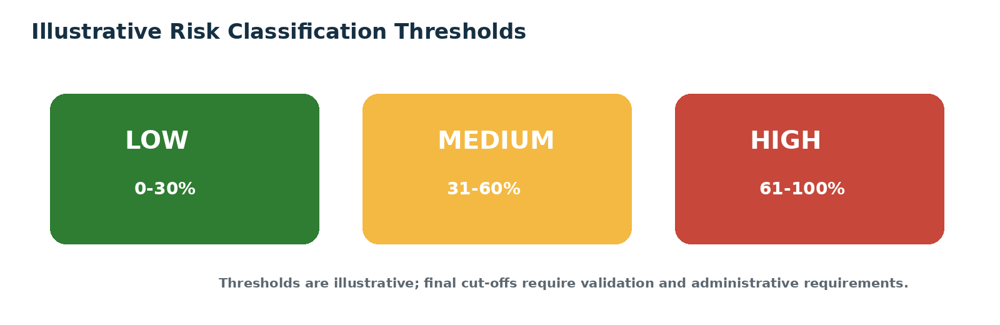 Illustrative Risk Classification Thresholds
LOW
0-30%
MEDIUM
31-60%
HIGH
61-100%
Thresholds are illustrative; final cut-offs require validation and administrative requirements.